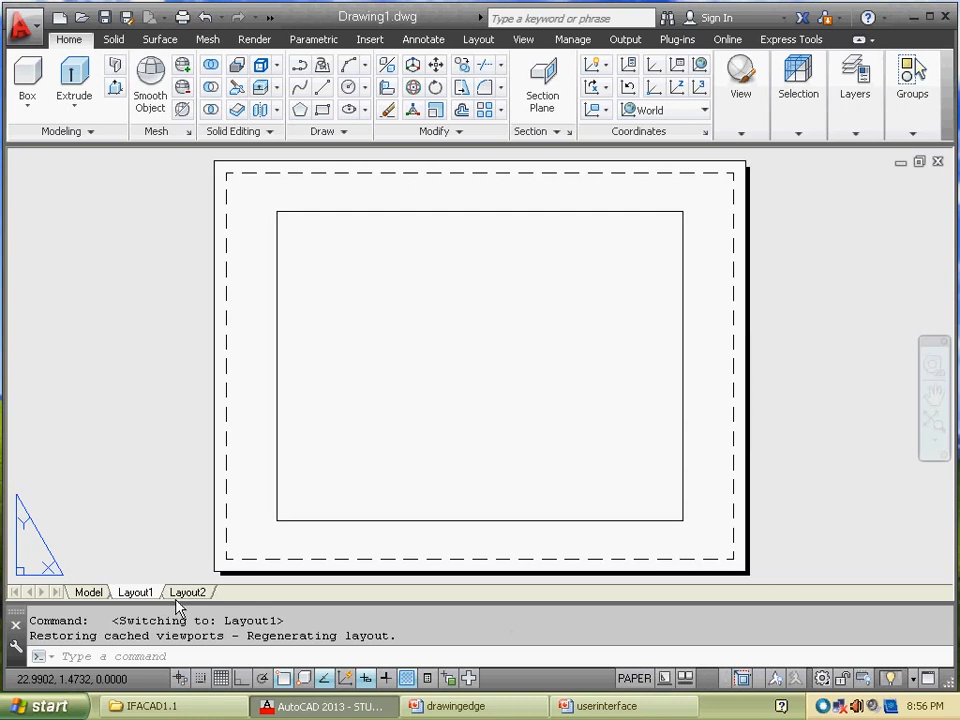 Drawing1.dwg
Type a keyword or phrase
Sign In
Home Solid Surface Mesh Render Parametric Insert Annotate Layout View Manage Output Plug-ins Online Express Tools
Box
Extrude
Smooth Object
Section Plane
World
View
Selection
Layers
Groups
Modeling
Mesh
Solid Editing
Draw
Modify
Section
Coordinates
Y
X
Model Layout1 Layout2
Command: <Switching to: Layout1>
Restoring cached viewports - Regenerating layout.
Type a command
22.9902, 1.4732, 0.0000
PAPER
start
IFACAD1.1
AutoCAD 2013 - STU...
drawingedge
userinterface
8:56 PM